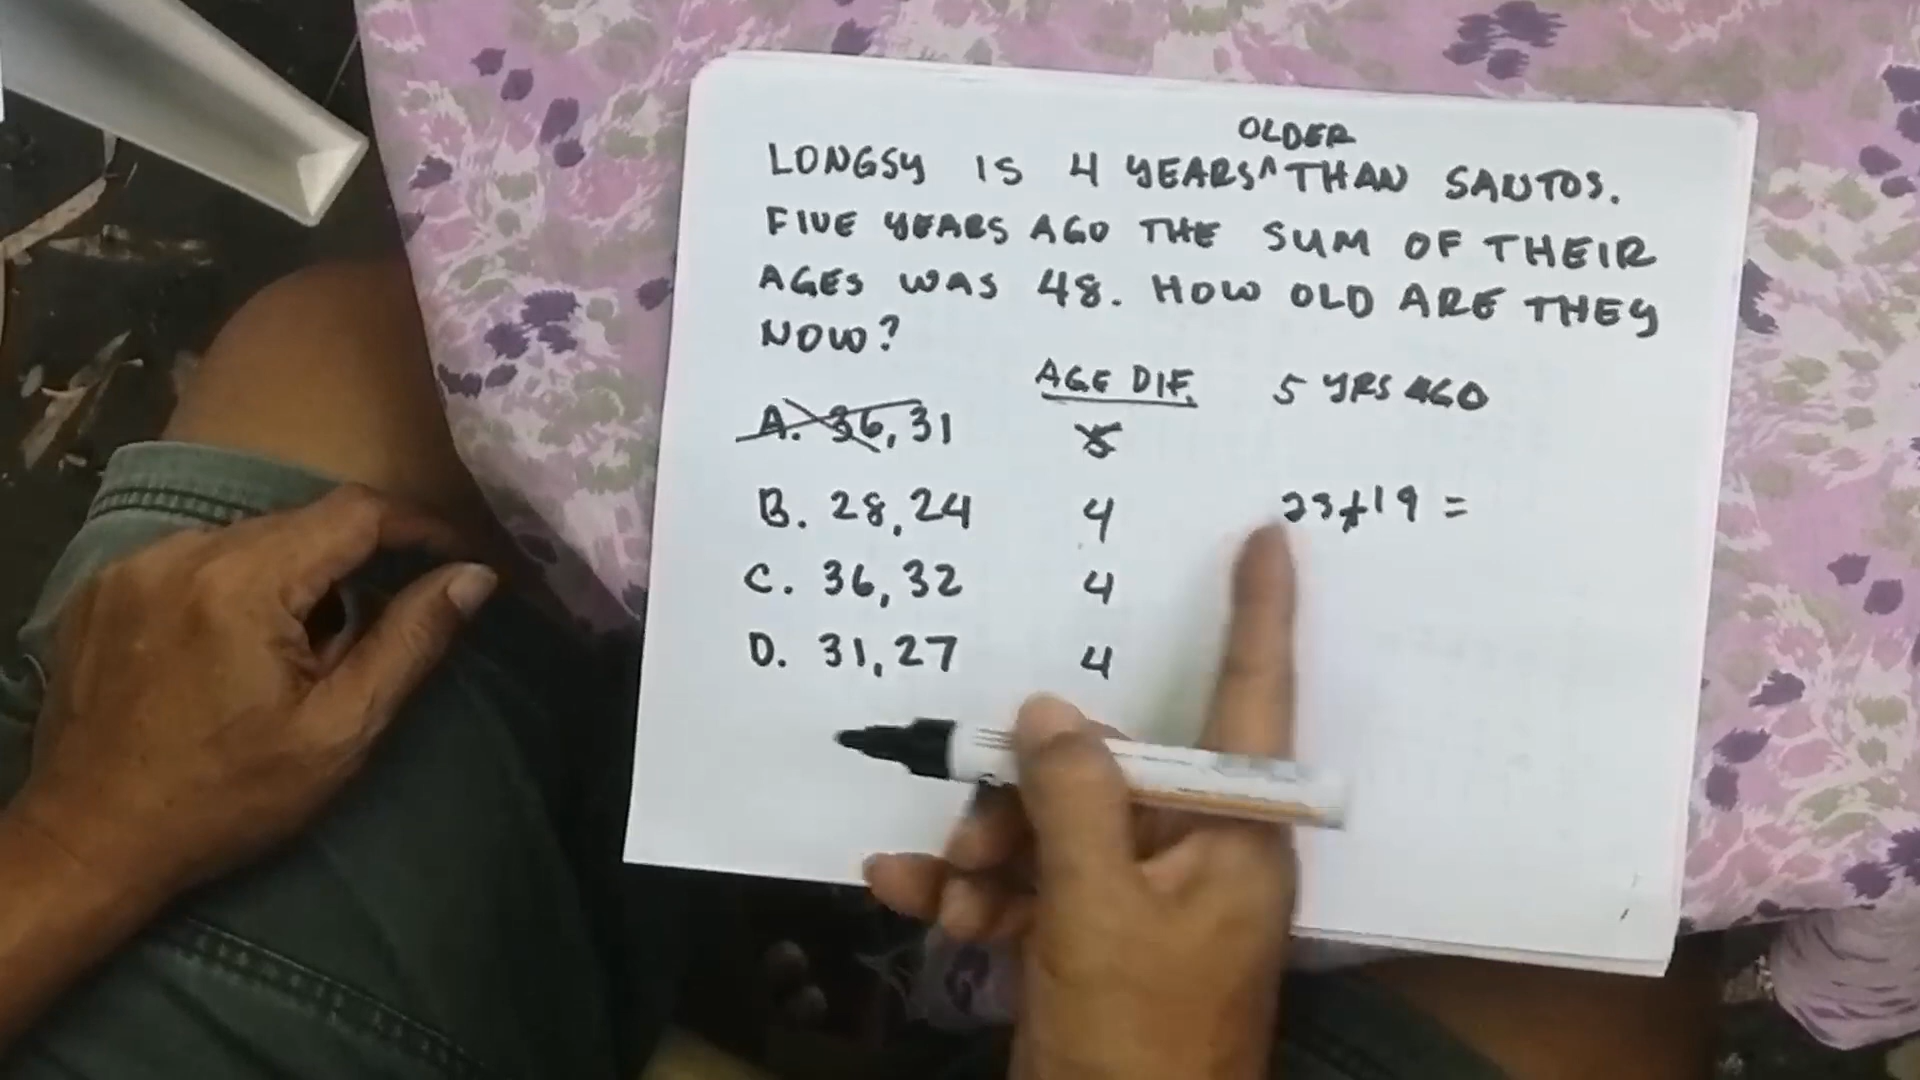 OLDER
LONGSY IS 4 YEARS^THAN SANTOS.
FIVE YEARS AGO THE SUM OF THEIR
AGES WAS 48. HOW OLD ARE THEY
NOW?
AGE DIF. 5 YRS AGO
A. 36, 31 5
B. 28, 24 4 23+19 =
C. 36, 32 4
D. 31, 27 4